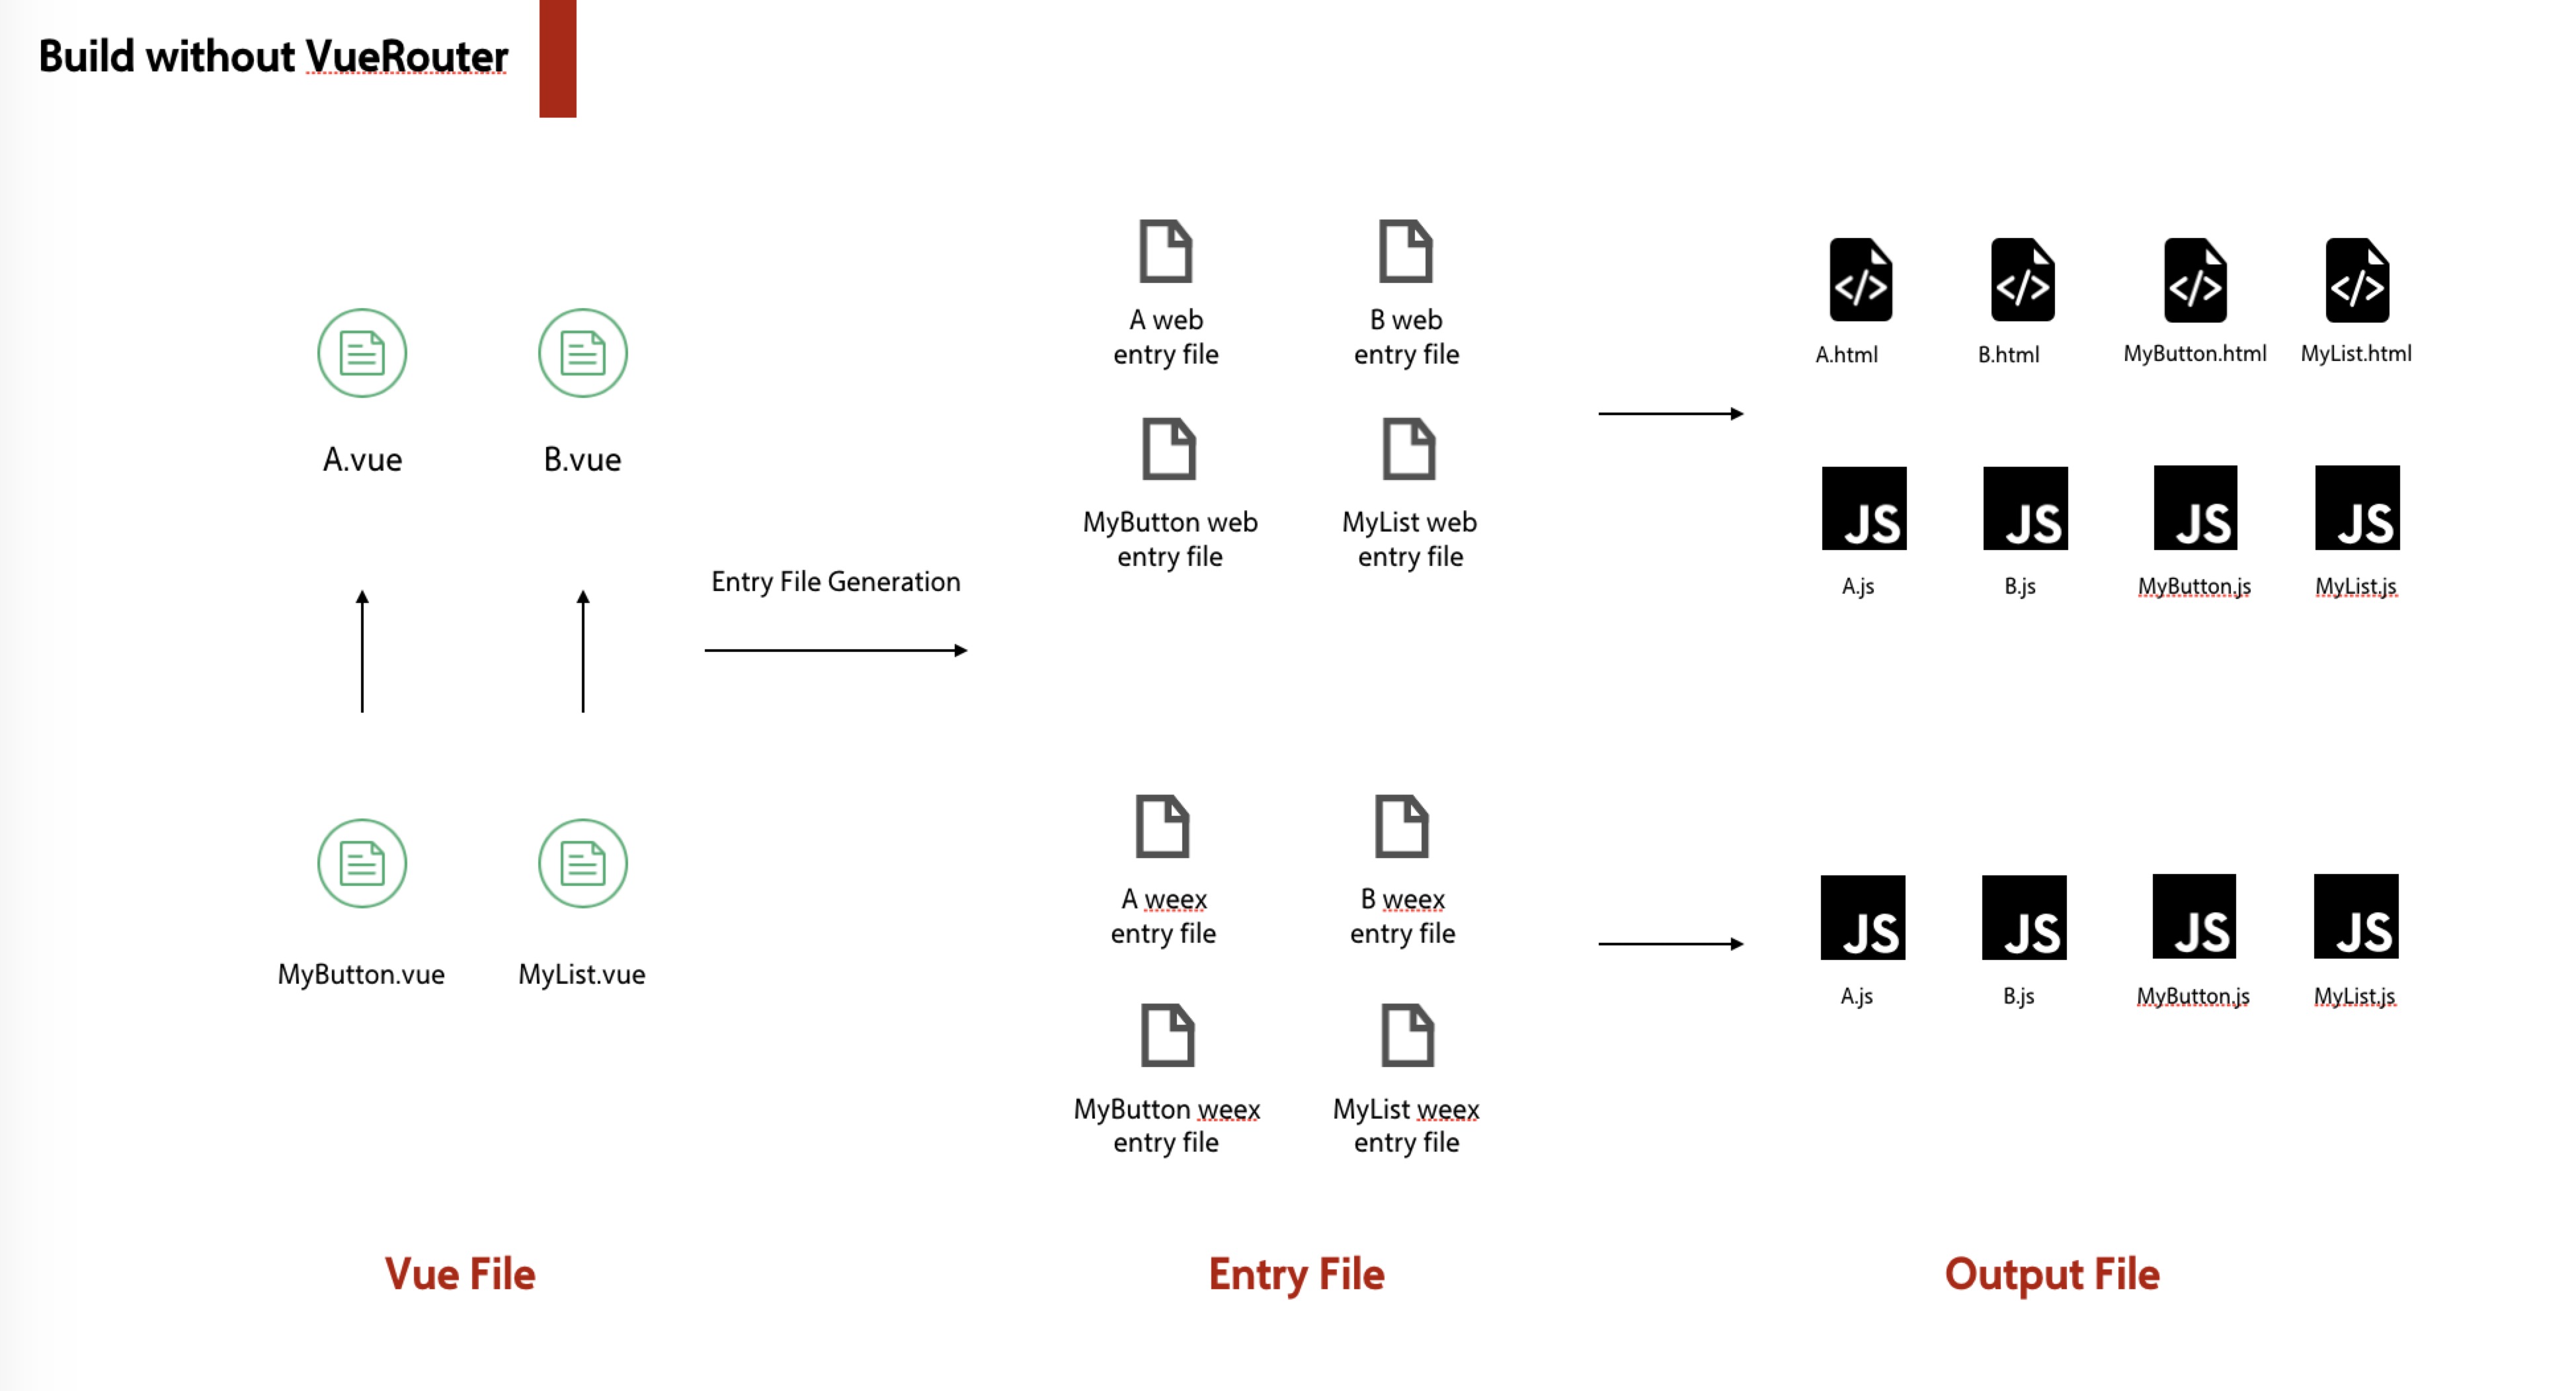 Build without VueRouter
A.vue
B.vue
MyButton.vue
MyList.vue
Vue File
Entry File Generation
A web
entry file
B web
entry file
MyButton web
entry file
MyList web
entry file
A weex
entry file
B weex
entry file
MyButton weex
entry file
MyList weex
entry file
Entry File
</>
</>
</>
</>
A.html
B.html
MyButton.html
MyList.html
JS
JS
JS
JS
A.js
B.js
MyButton.js
MyList.js
JS
JS
JS
JS
A.js
B.js
MyButton.js
MyList.js
Output File